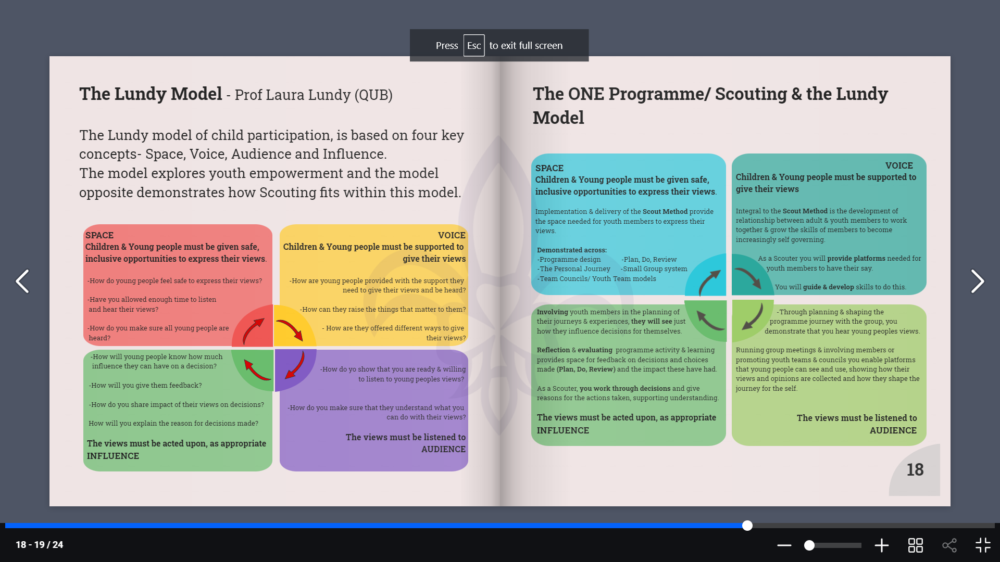 Press Esc to exit full screen
The Lundy Model - Prof Laura Lundy (QUB)
The Lundy model of child participation, is based on four key
concepts- Space, Voice, Audience and Influence.
The model explores youth empowerment and the model
opposite demonstrates how Scouting fits within this model.
SPACE
Children & Young people must be given safe,
inclusive opportunities to express their views.
-How do young people feel safe to express their views?
-Have you allowed enough time to listen
and hear their views?
-How do you make sure all young people are
heard?
VOICE
Children & Young people must be supported to
give their views
-How are young people provided with the support they
need to give their views and be heard?
-How can they raise the things that matter to them?
- How are they offered different ways to give
their views?
-How will young people know how much
influence they can have on a decision?
-How will you give them feedback?
-How do you share impact of their views on decisions?
How will you explain the reason for decisions made?
The views must be acted upon, as appropriate
INFLUENCE
-How do yo show that you are ready & willing
to listen to young peoples views?
-How do you make sure that they understand what you
can do with their views?
The views must be listened to
AUDIENCE
The ONE Programme/ Scouting & the Lundy
Model
SPACE
Children & Young people must be given safe,
inclusive opportunities to express their views.
Implementation & delivery of the Scout Method provide
the space needed for youth members to express their
views.
Demonstrated across:
-Programme design -Plan, Do, Review
-The Personal Journey -Small Group system
-Team Councils/ Youth Team models
VOICE
Children & Young people must be supported to
give their views
Integral to the Scout Method is the development of
relationship between adult & youth members to work
together & grow the skills of members to become
increasingly self governing.
As a Scouter you will provide platforms needed for
youth members to have their say.
You will guide & develop skills to do this.
Involving youth members in the planning of
their journeys & experiences, they will see just
how they influence decisions for themselves.
Reflection & evaluating programme activity & learning
provides space for feedback on decisions and choices
made (Plan, Do, Review) and the impact these have had.
As a Scouter, you work through decisions and give
reasons for the actions taken, supporting understanding.
The views must be acted upon, as appropriate
INFLUENCE
-Through planning & shaping the
programme journey with the group, you
demonstrate that you hear young peoples views.
Running group meetings & involving members or
promoting youth teams & councils you enable platforms
that young people can see and use, showing how their
views and opinions are collected and how they shape the
journey for the self.
The views must be listened to
AUDIENCE
18
18 - 19 / 24